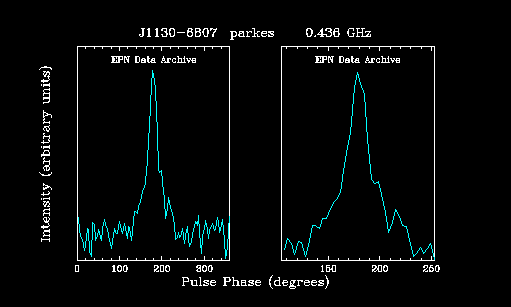 J1130-6807 parkes 0.436 GHz
EPN Data Archive EPN Data Archive
Intensity (arbitrary units)
0 100 200 300 150 200 250
Pulse Phase (degrees)